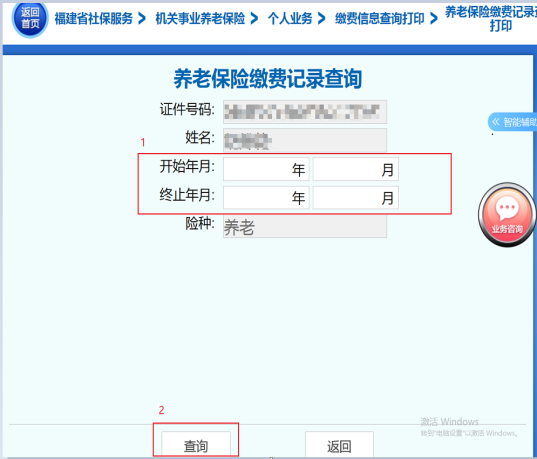 返回
首页
福建省社保服务 > 机关事业养老保险 > 个人业务 > 缴费信息查询打印 > 养老保险缴费记录查
打印
养老保险缴费记录查询
证件号码:
《 智能辅助
1
姓名:
开始年月: 年 月
终止年月: 年 月
业务咨询
险种: 养老
2
激活 Windows
转到"电脑设置"以激活 Windows。
查询 返回